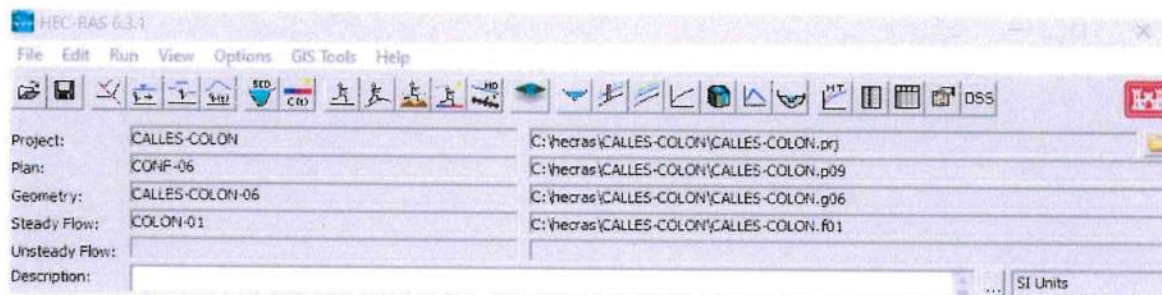 HEC-RAS 6.3.1
File Edit Run View Options GIS Tools Help
SED C(t) HD MT DSS
Project: CALLES-COLON C:\hecras\CALLES-COLON\CALLES-COLON.prj
Plan: CONF-06 C:\hecras\CALLES-COLON\CALLES-COLON.p09
Geometry: CALLES-COLON-06 C:\hecras\CALLES-COLON\CALLES-COLON.g06
Steady Flow: COLON-01 C:\hecras\CALLES-COLON\CALLES-COLON.f01
Unsteady Flow:
Description: ... SI Units